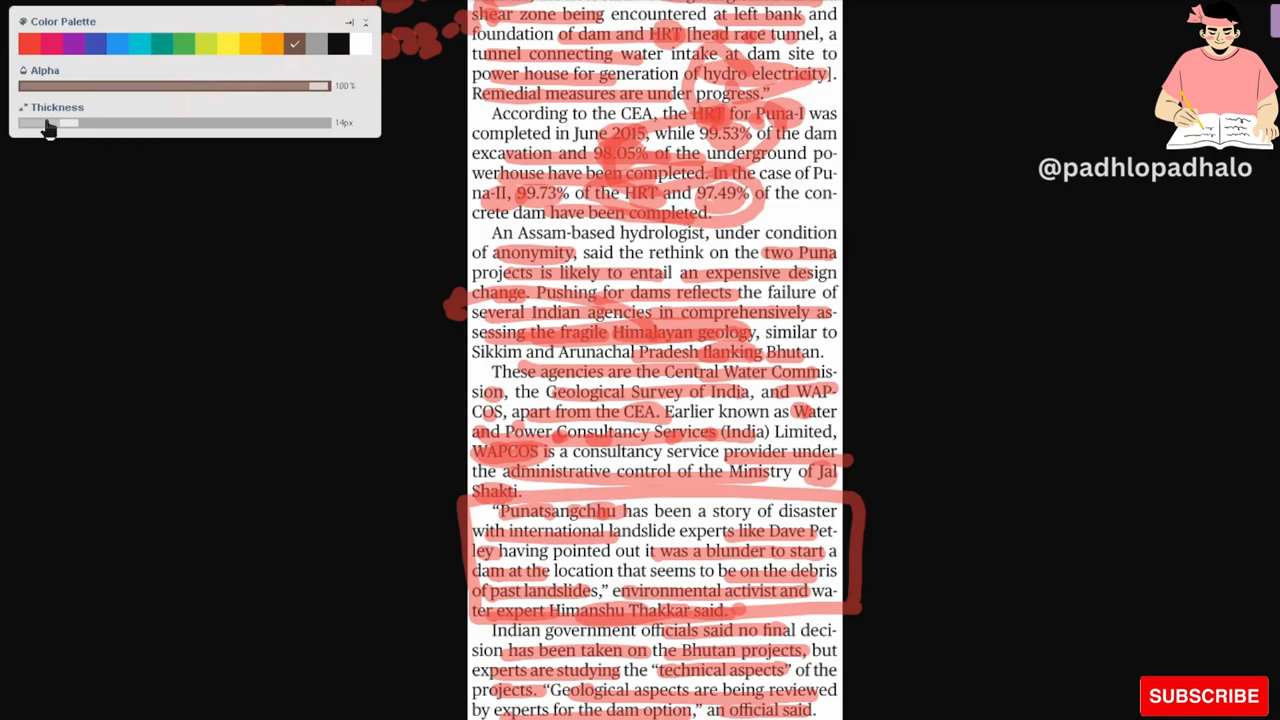 Color Palette
Alpha
100 %
Thickness
14px
shear zone being encountered at left bank and
foundation of dam and HRT [head race tunnel, a
tunnel connecting water intake at dam site to
power house for generation of hydro electricity].
Remedial measures are under progress.”
According to the CEA, the HRT for Puna-I was
completed in June 2015, while 99.53% of the dam
excavation and 98.05% of the underground po-
werhouse have been completed. In the case of Pu-
na-II, 99.73% of the HRT and 97.49% of the con-
crete dam have been completed.
An Assam-based hydrologist, under condition
of anonymity, said the rethink on the two Puna
projects is likely to entail an expensive design
change. Pushing for dams reflects the failure of
several Indian agencies in comprehensively as-
sessing the fragile Himalayan geology, similar to
Sikkim and Arunachal Pradesh flanking Bhutan.
These agencies are the Central Water Commis-
sion, the Geological Survey of India, and WAP-
COS, apart from the CEA. Earlier known as Water
and Power Consultancy Services (India) Limited,
WAPCOS is a consultancy service provider under
the administrative control of the Ministry of Jal
Shakti.
“Punatsangchhu has been a story of disaster
with international landslide experts like Dave Pet-
ley having pointed out it was a blunder to start a
dam at the location that seems to be on the debris
of past landslides,” environmental activist and wa-
ter expert Himanshu Thakkar said.
Indian government officials said no final deci-
sion has been taken on the Bhutan projects, but
experts are studying the “technical aspects” of the
projects. “Geological aspects are being reviewed
by experts for the dam option,” an official said.
@padhlopadhalo
SUBSCRIBE